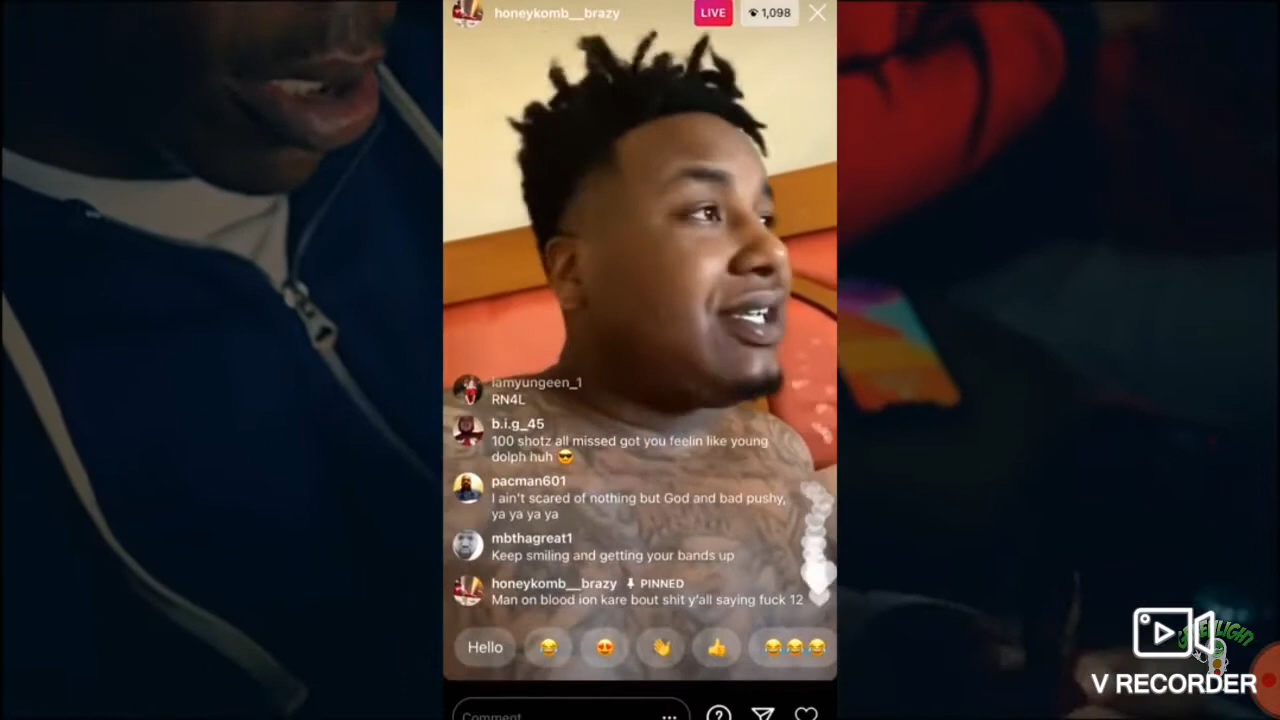 honeykomb__brazy
LIVE
1,098
iamyungeen_1
RN4L
b.i.g_45
100 shotz all missed got you feelin like young
dolph huh 😎
pacman601
I ain't scared of nothing but God and bad pushy,
ya ya ya ya
mbthagreat1
Keep smiling and getting your bands up
honeykomb__brazy PINNED
Man on blood ion kare bout shit y'all saying fuck 12
Hello 😂 😍 👏 👍 😂😂😂
Comment
V RECORDER